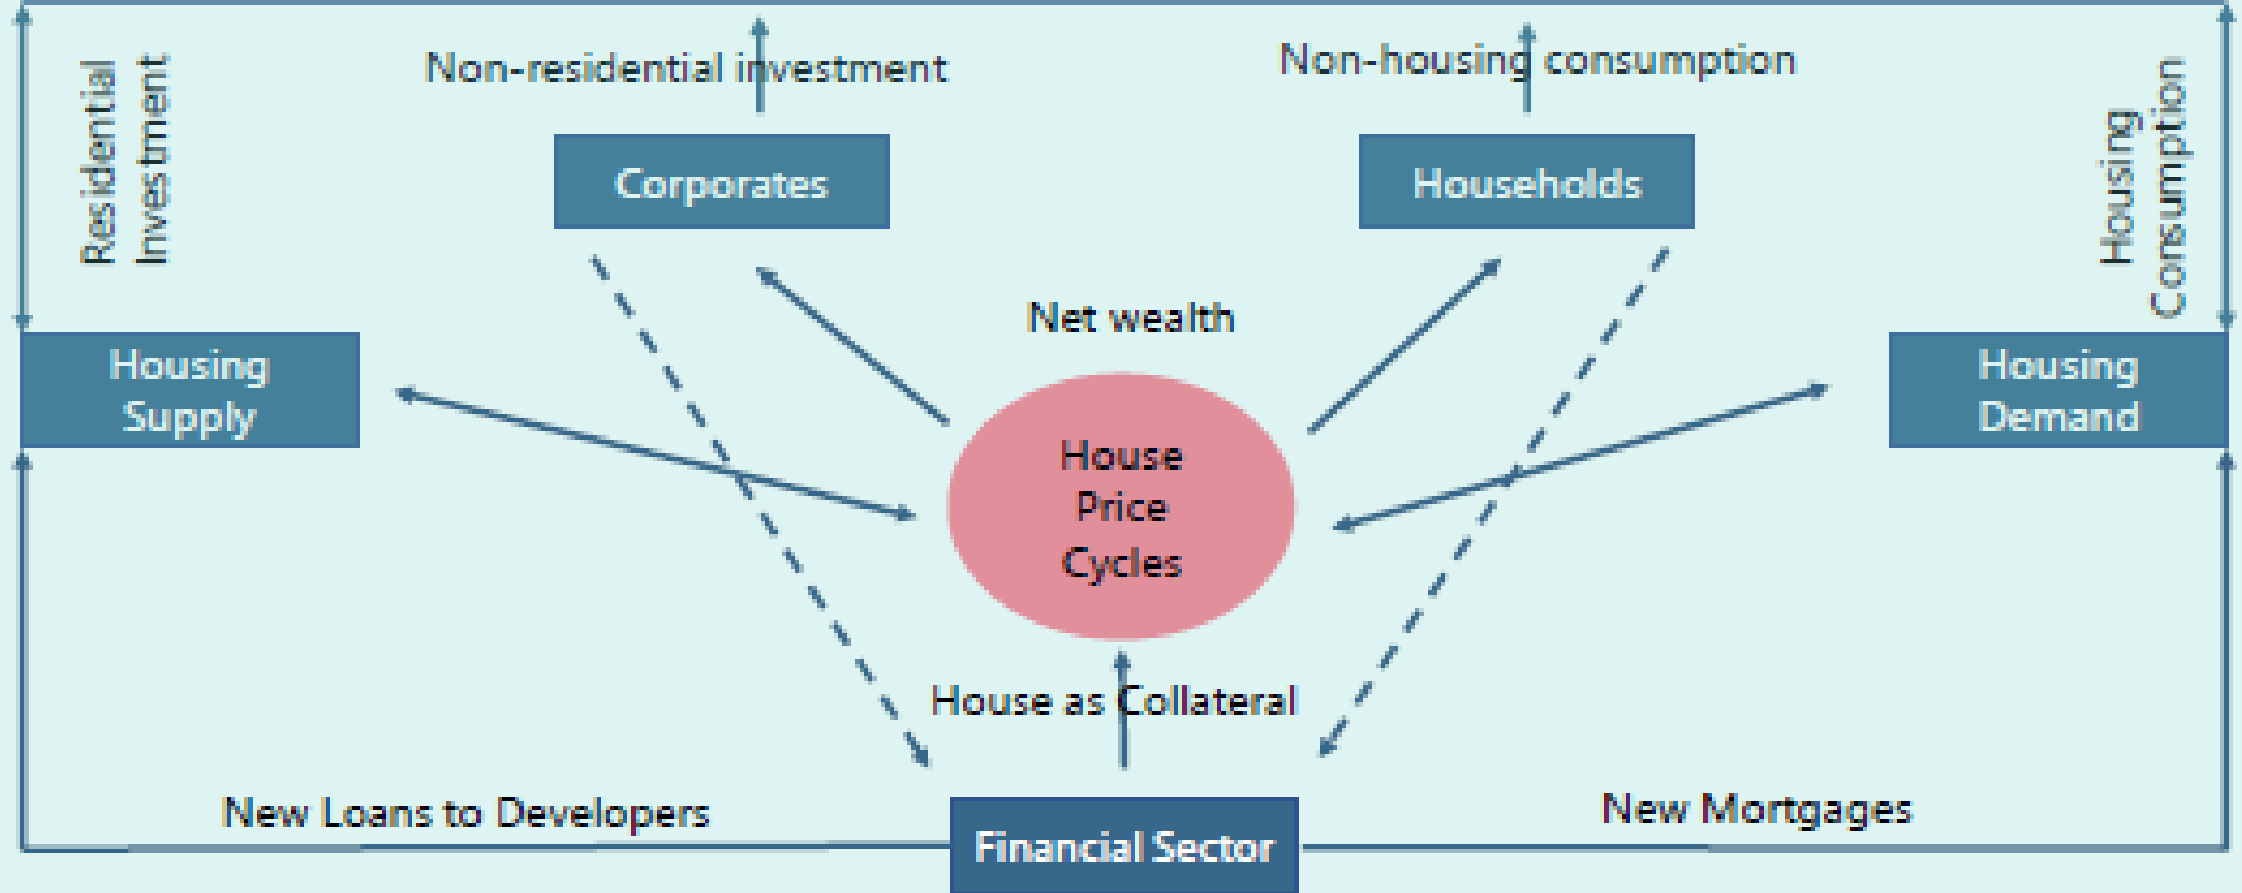 Non-residential investment
Non-housing consumption
Residential
Investment
Housing
Consumption
Corporates
Households
Net wealth
Housing
Supply
Housing
Demand
House
Price
Cycles
House as Collateral
New Loans to Developers
New Mortgages
Financial Sector